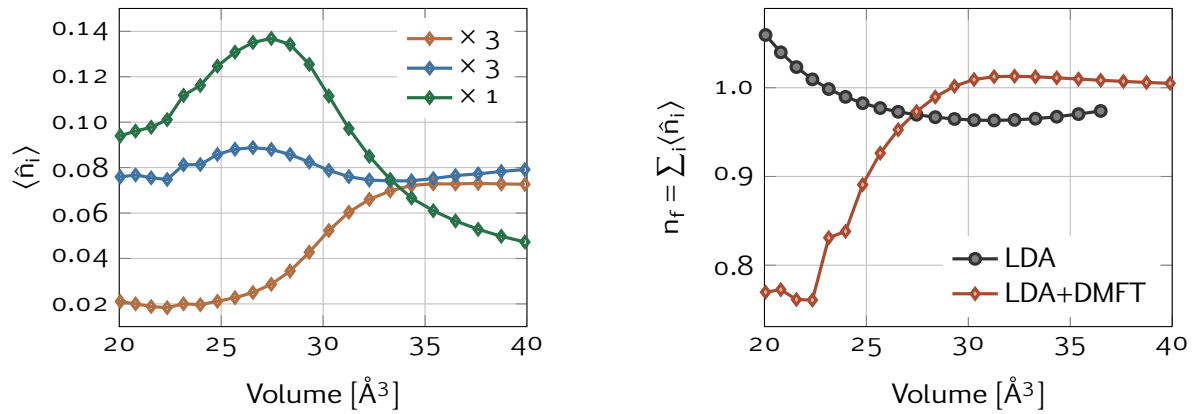 0.14
0.12
0.10
0.08
0.06
0.04
0.02
⟨n̂ᵢ⟩
× 3
× 3
× 1
20 25 30 35 40
Volume [Å³]
1.0
0.9
0.8
n_f = ∑ᵢ⟨n̂ᵢ⟩
LDA
LDA+DMFT
20 25 30 35 40
Volume [Å³]